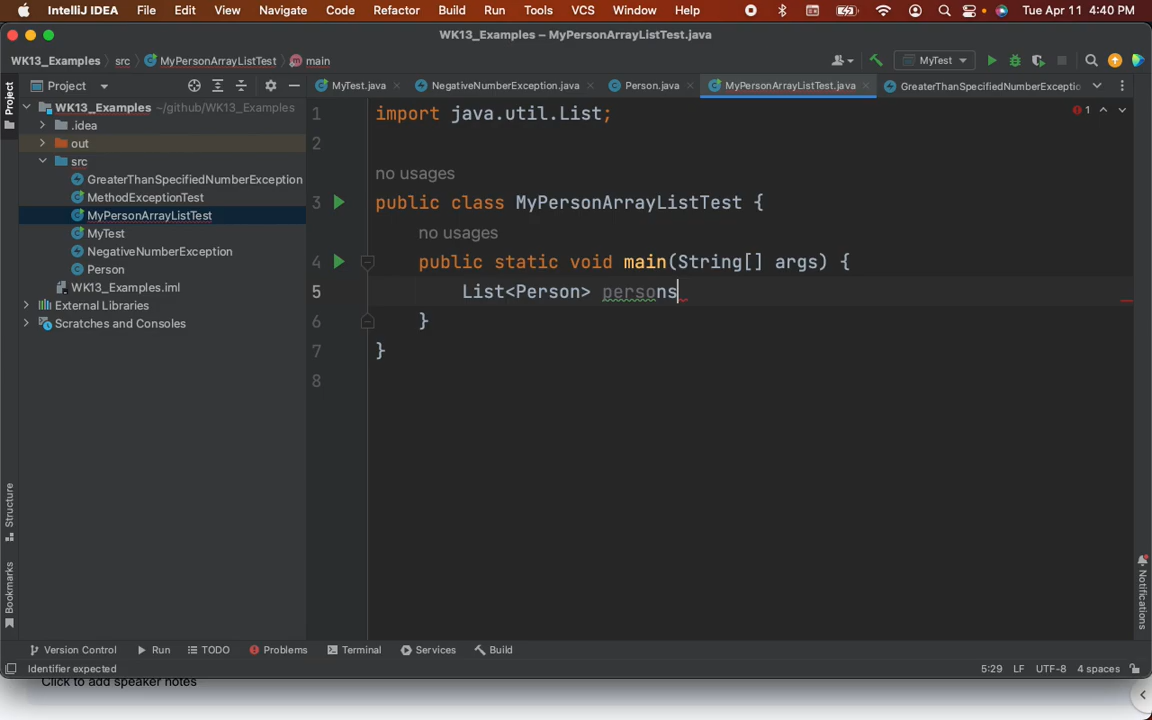 IntelliJ IDEA File Edit View Navigate Code Refactor Build Run Tools VCS Window Help Tue Apr 11 4:40 PM
WK13_Examples – MyPersonArrayListTest.java
WK13_Examples src MyPersonArrayListTest main MyTest
Project MyTest.java NegativeNumberException.java Person.java MyPersonArrayListTest.java GreaterThanSpecifiedNumberExceptio
Project
WK13_Examples ~/github/WK13_Examples
.idea
out
src
GreaterThanSpecifiedNumberException
MethodExceptionTest
MyPersonArrayListTest
MyTest
NegativeNumberException
Person
WK13_Examples.iml
External Libraries
Scratches and Consoles
1 import java.util.List; 1
2
no usages
3 public class MyPersonArrayListTest {
no usages
4 public static void main(String[] args) {
5 List<Person> persons
6 }
7 }
8
Structure
Bookmarks
Notifications
Version Control Run TODO Problems Terminal Services Build
Identifier expected 5:29 LF UTF-8 4 spaces
Click to add speaker notes